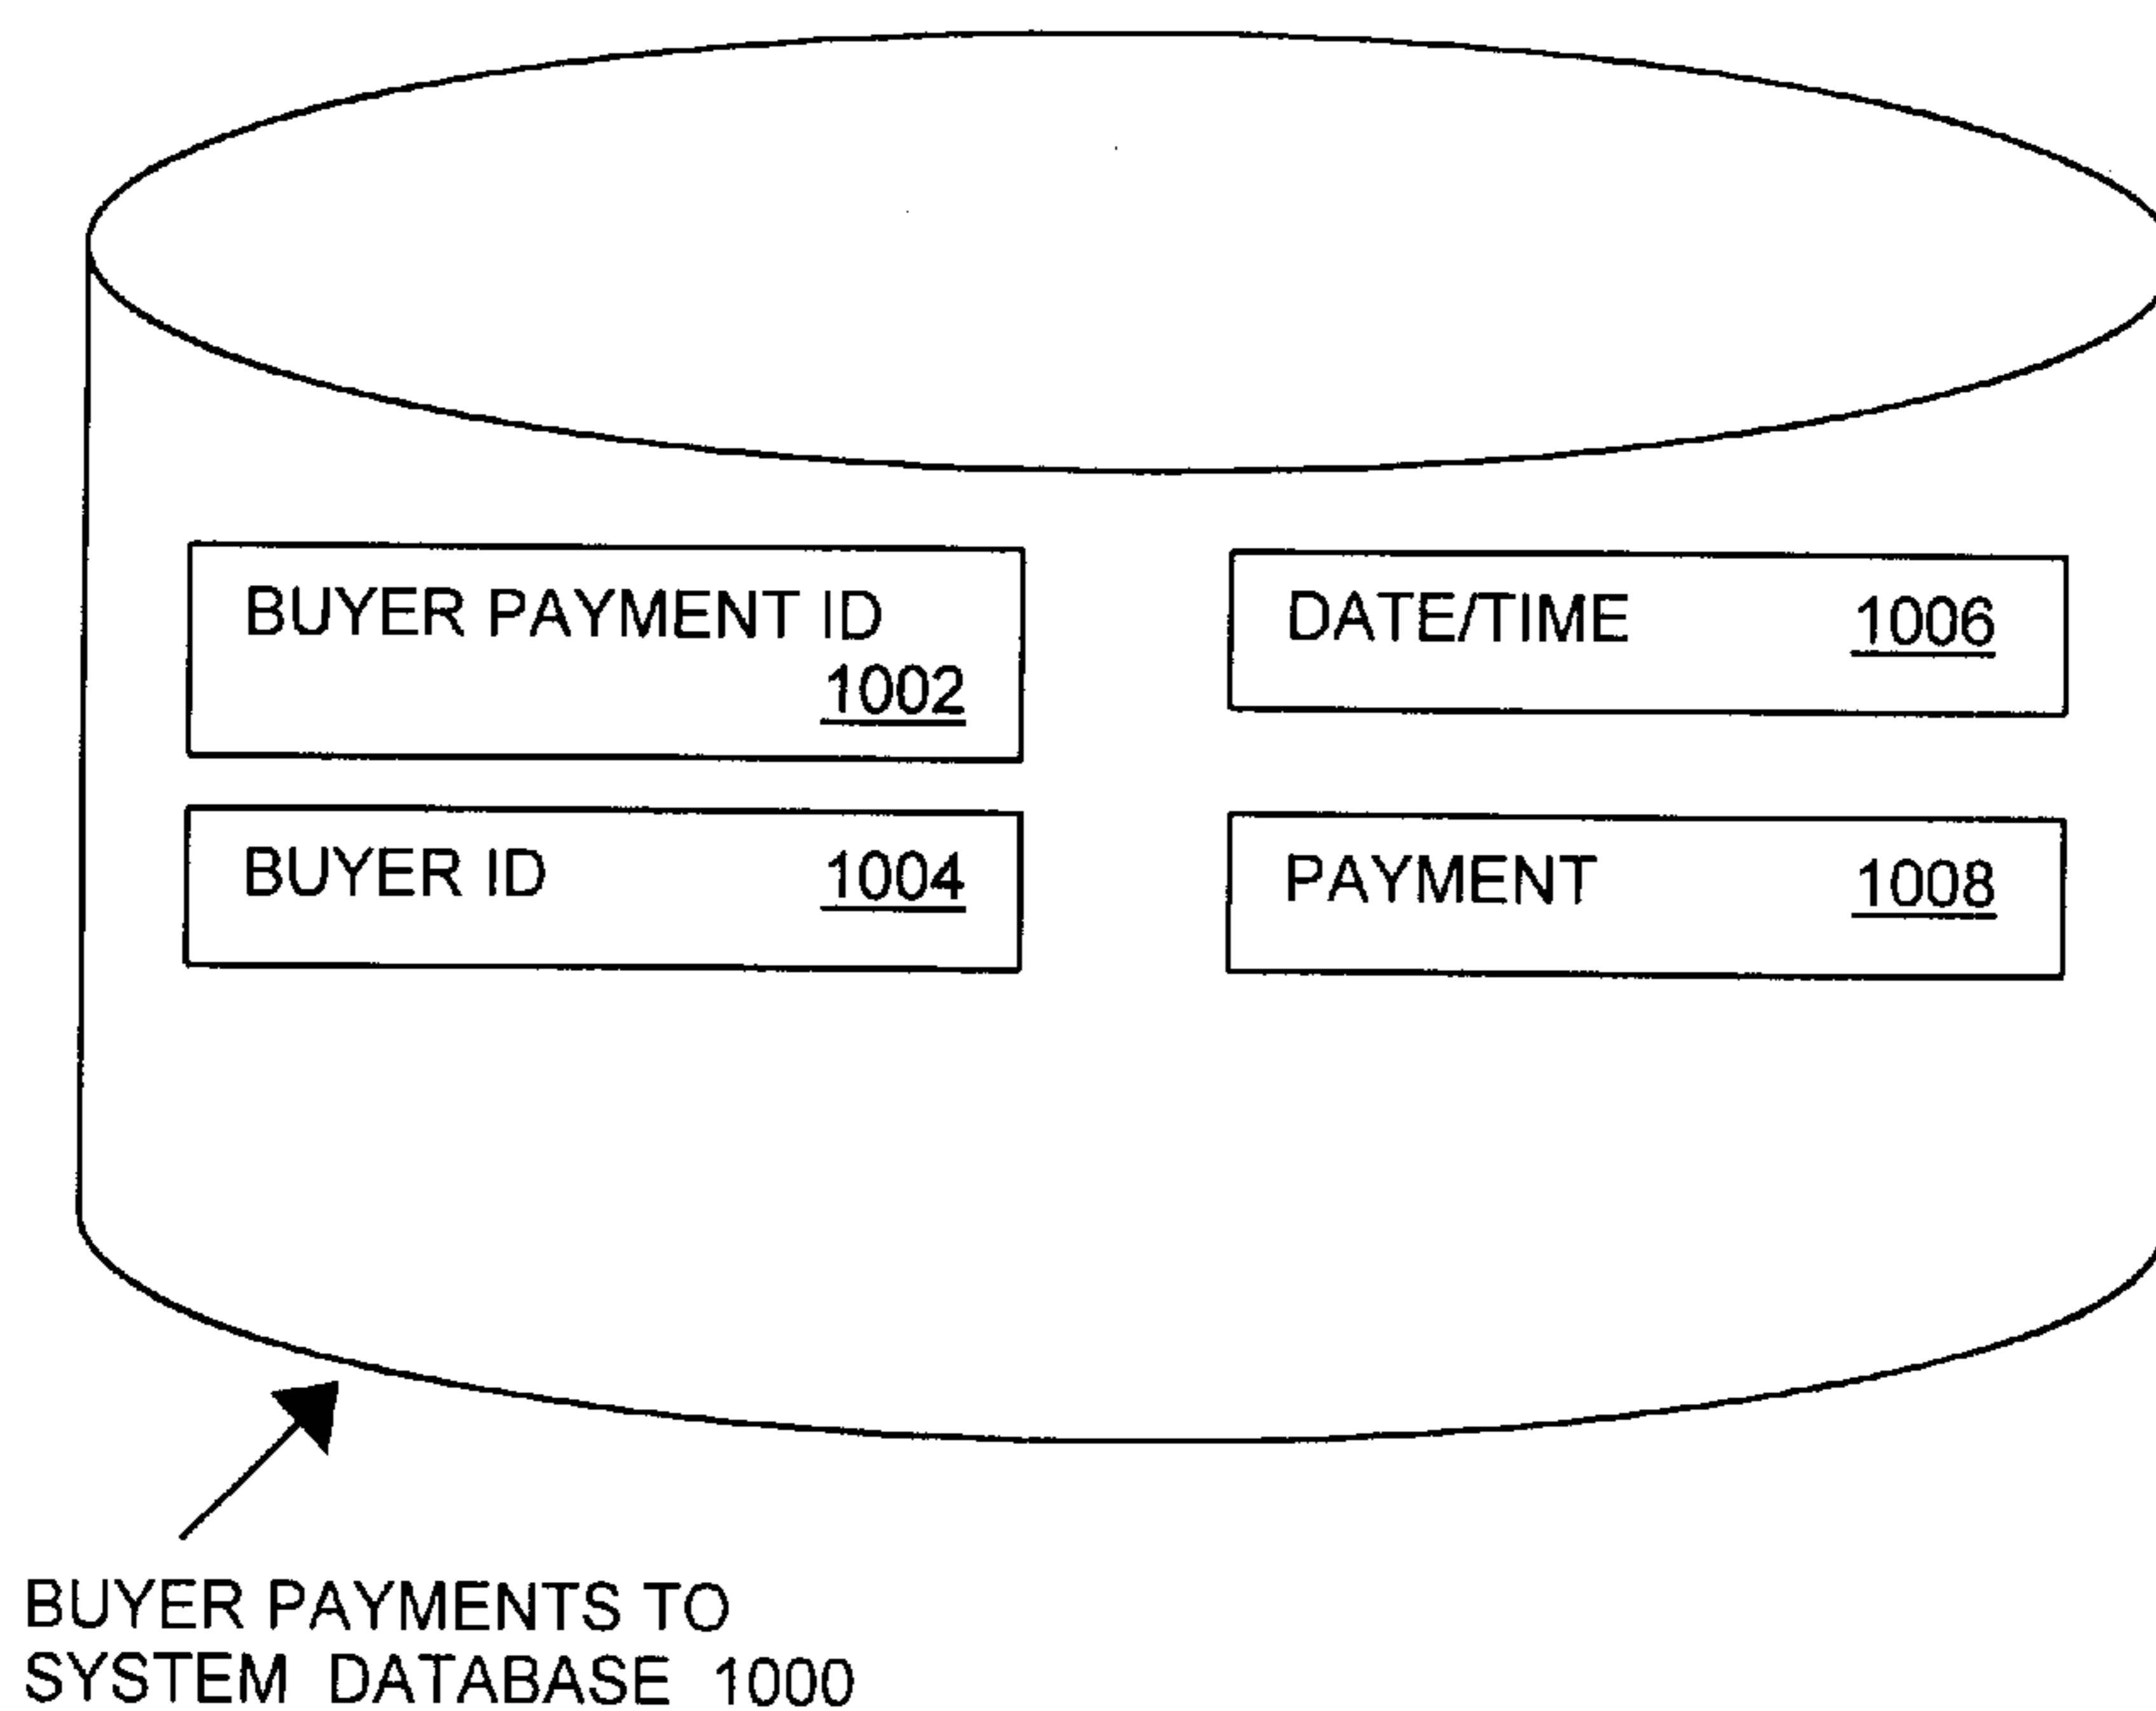 BUYER PAYMENT ID
1002
DATE/TIME 1006
BUYER ID 1004
PAYMENT 1008
BUYER PAYMENTS TO
SYSTEM DATABASE 1000